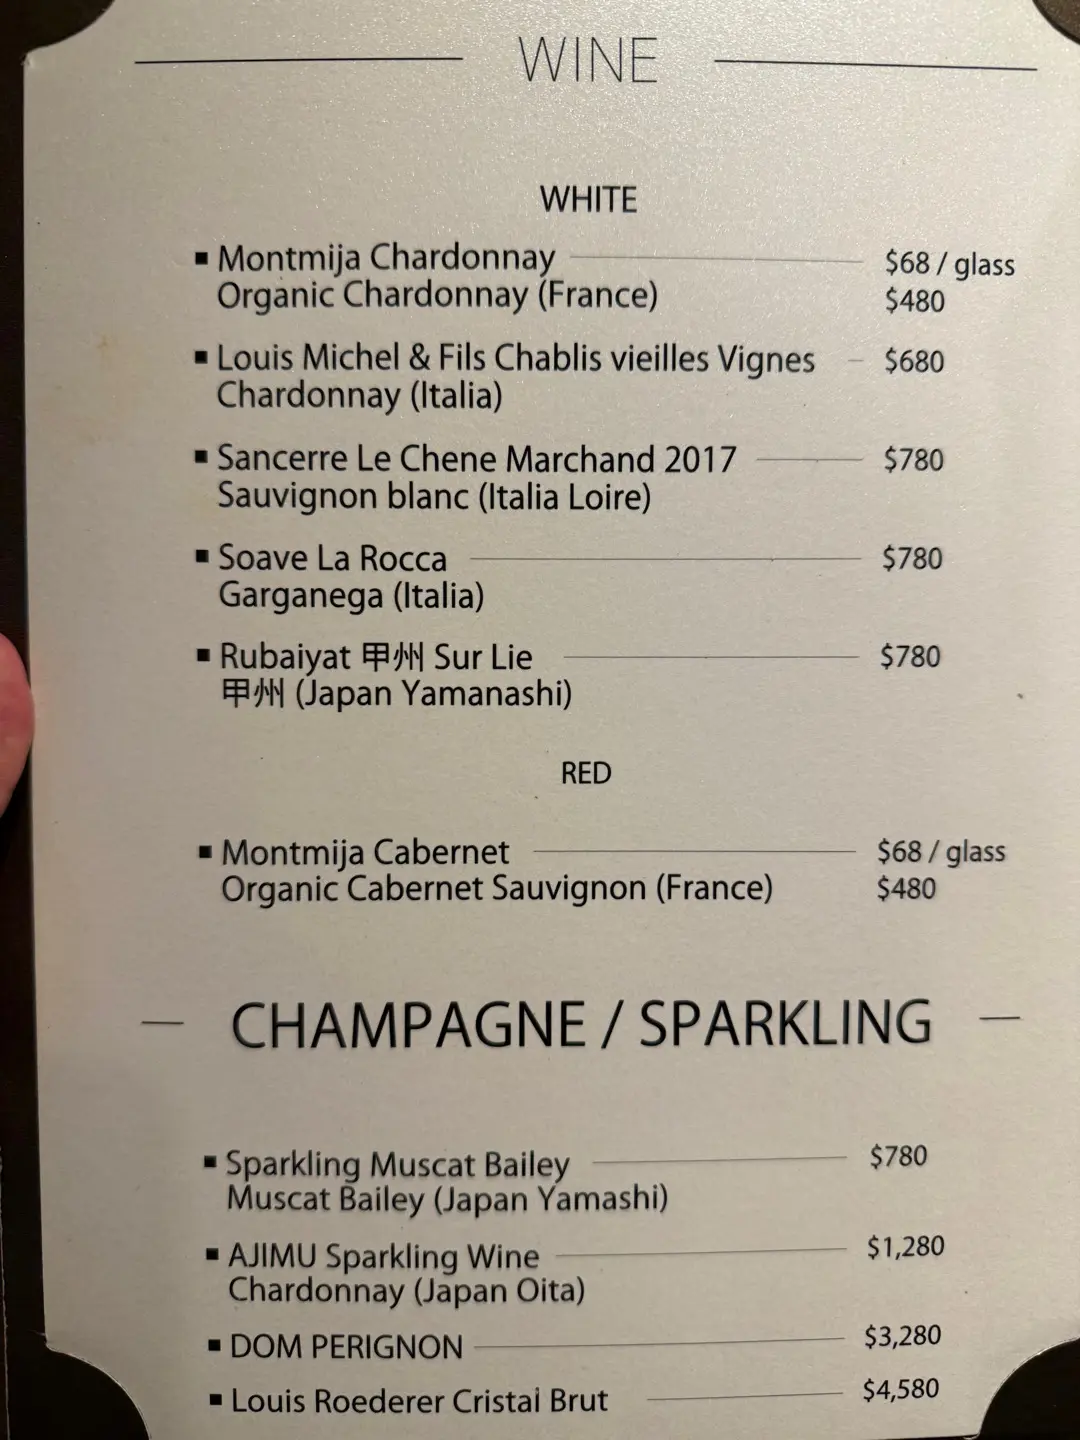 WINE
WHITE
▪ Montmija Chardonnay $68 / glass
Organic Chardonnay (France) $480
▪ Louis Michel & Fils Chablis vieilles Vignes $680
Chardonnay (Italia)
▪ Sancerre Le Chene Marchand 2017 $780
Sauvignon blanc (Italia Loire)
▪ Soave La Rocca $780
Garganega (Italia)
▪ Rubaiyat 甲州 Sur Lie $780
甲州 (Japan Yamanashi)
RED
▪ Montmija Cabernet $68 / glass
Organic Cabernet Sauvignon (France) $480
CHAMPAGNE / SPARKLING
▪ Sparkling Muscat Bailey $780
Muscat Bailey (Japan Yamashi)
▪ AJIMU Sparkling Wine $1,280
Chardonnay (Japan Oita)
▪ DOM PERIGNON $3,280
▪ Louis Roederer Cristal Brut $4,580